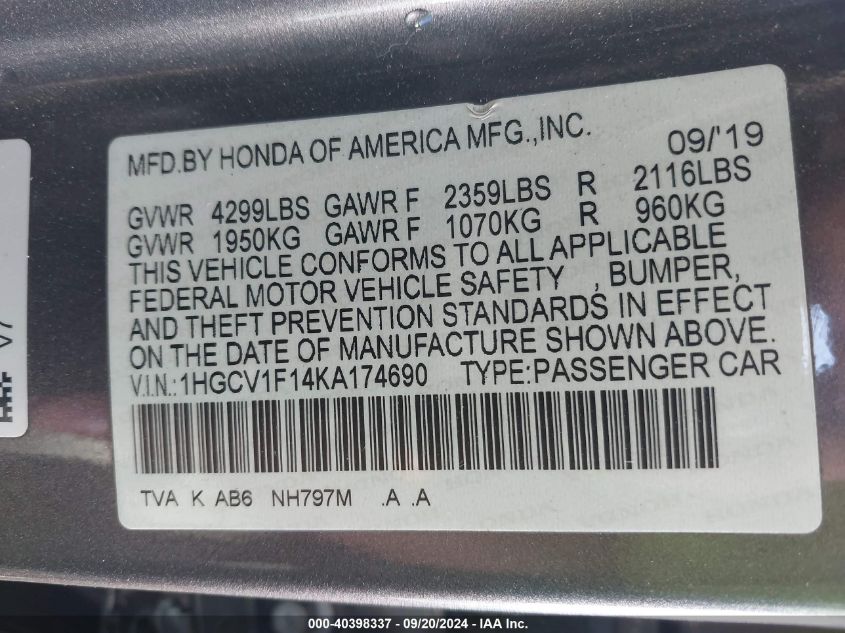 MFD.BY HONDA OF AMERICA MFG.,INC. 09/'19
GVWR 4299LBS GAWR F 2359LBS R 2116LBS
GVWR 1950KG GAWR F 1070KG R 960KG
THIS VEHICLE CONFORMS TO ALL APPLICABLE
FEDERAL MOTOR VEHICLE SAFETY , BUMPER,
AND THEFT PREVENTION STANDARDS IN EFFECT
ON THE DATE OF MANUFACTURE SHOWN ABOVE.
V.I.N.:1HGCV1F14KA174690 TYPE:PASSENGER CAR
TVA K AB6 NH797M .A .A
000-40398337 - 09/20/2024 - IAAI Inc.